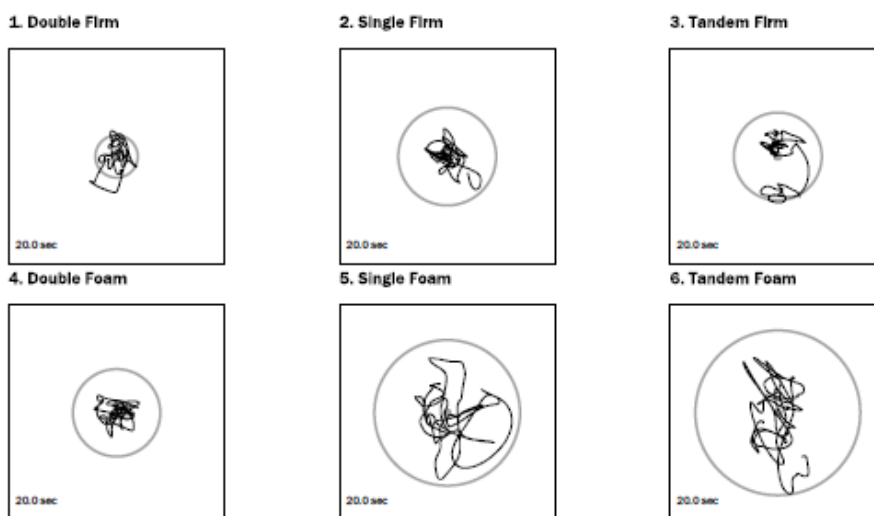 1. Double Firm
2. Single Firm
3. Tandem Firm
20.0 sec
20.0 sec
20.0 sec
4. Double Foam
5. Single Foam
6. Tandem Foam
20.0 sec
20.0 sec
20.0 sec